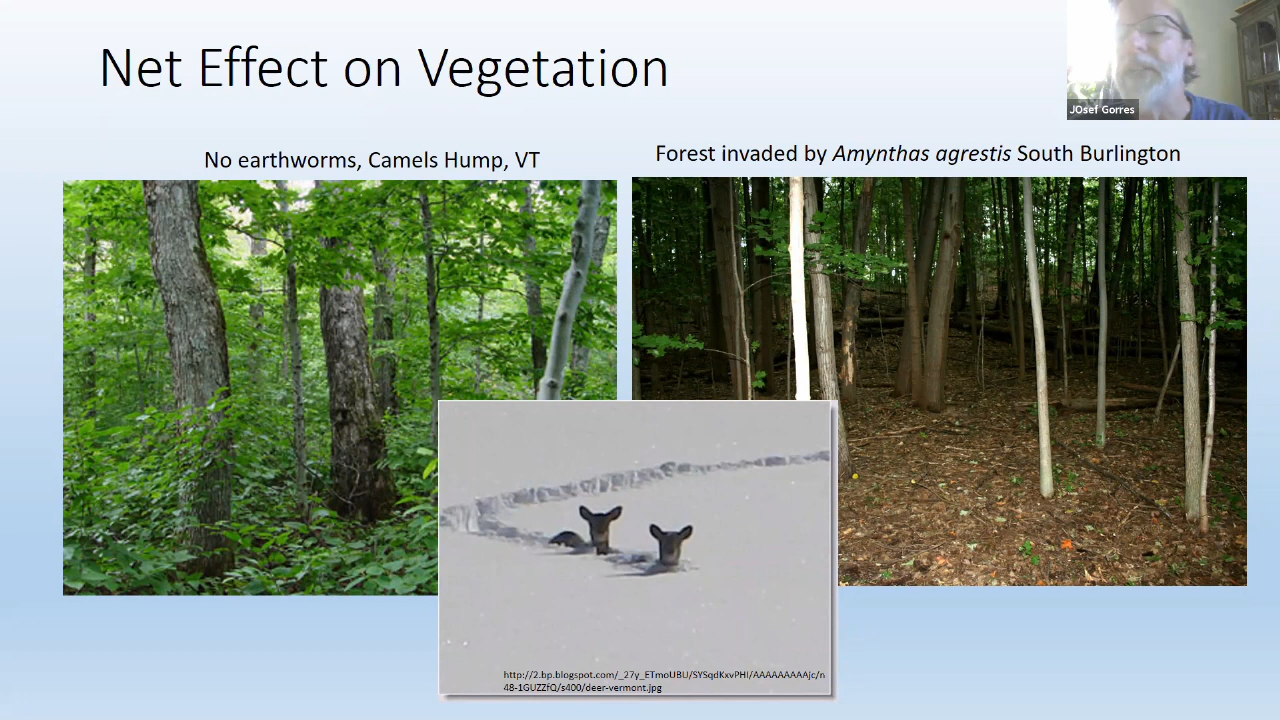 Net Effect on Vegetation
JOsef Gorres
No earthworms, Camels Hump, VT
Forest invaded by Amynthas agrestis South Burlington
http://2.bp.blogspot.com/_27y_ETmoUBU/SYSqdKxvPHI/AAAAAAAAAjc/n
48-1GUZZfQ/s400/deer-vermont.jpg